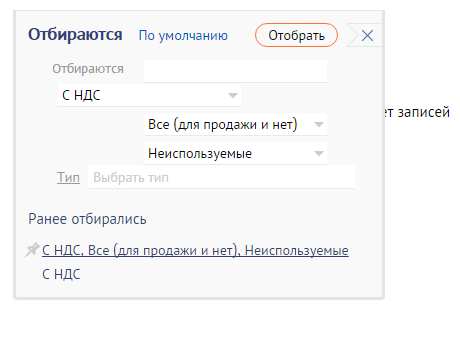 Отбираются По умолчанию Отобрать
Отбираются
С НДС
ет записей
Все (для продажи и нет)
Неиспользуемые
Тип Выбрать тип
Ранее отбирались
С НДС, Все (для продажи и нет), Неиспользуемые
С НДС